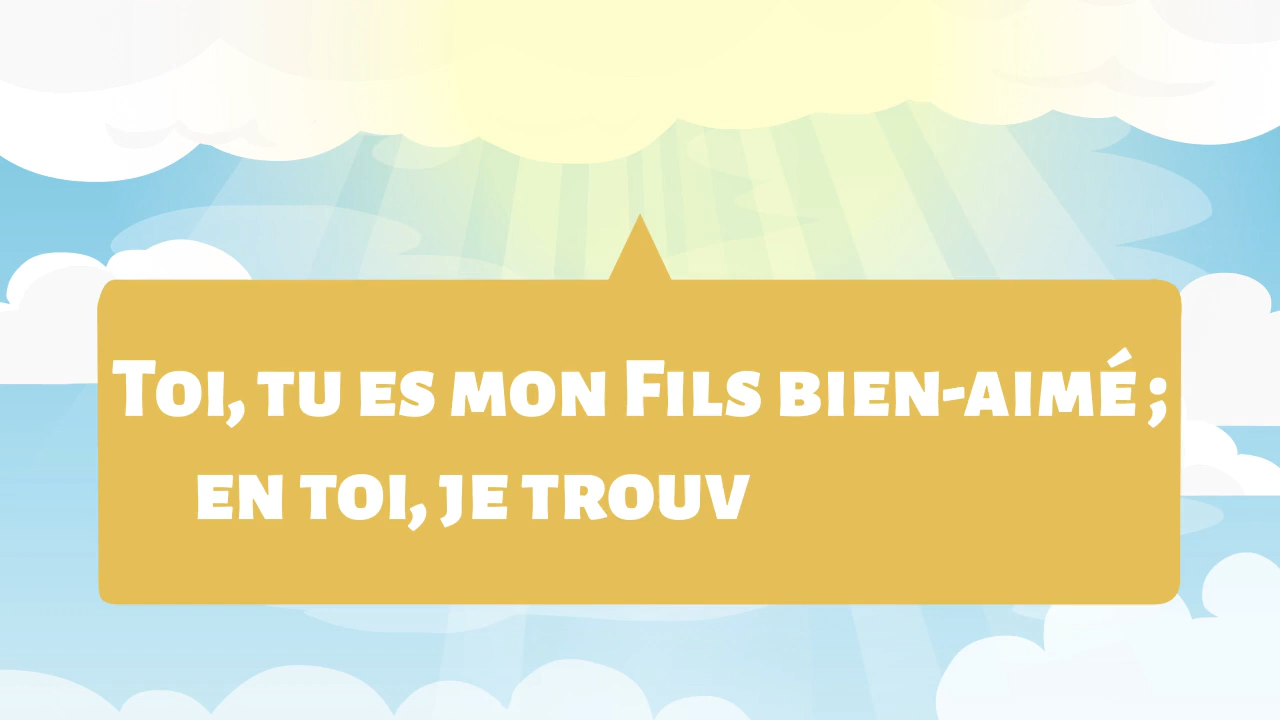 Toi, tu es mon Fils bien-aimé ;
en toi, je trouv